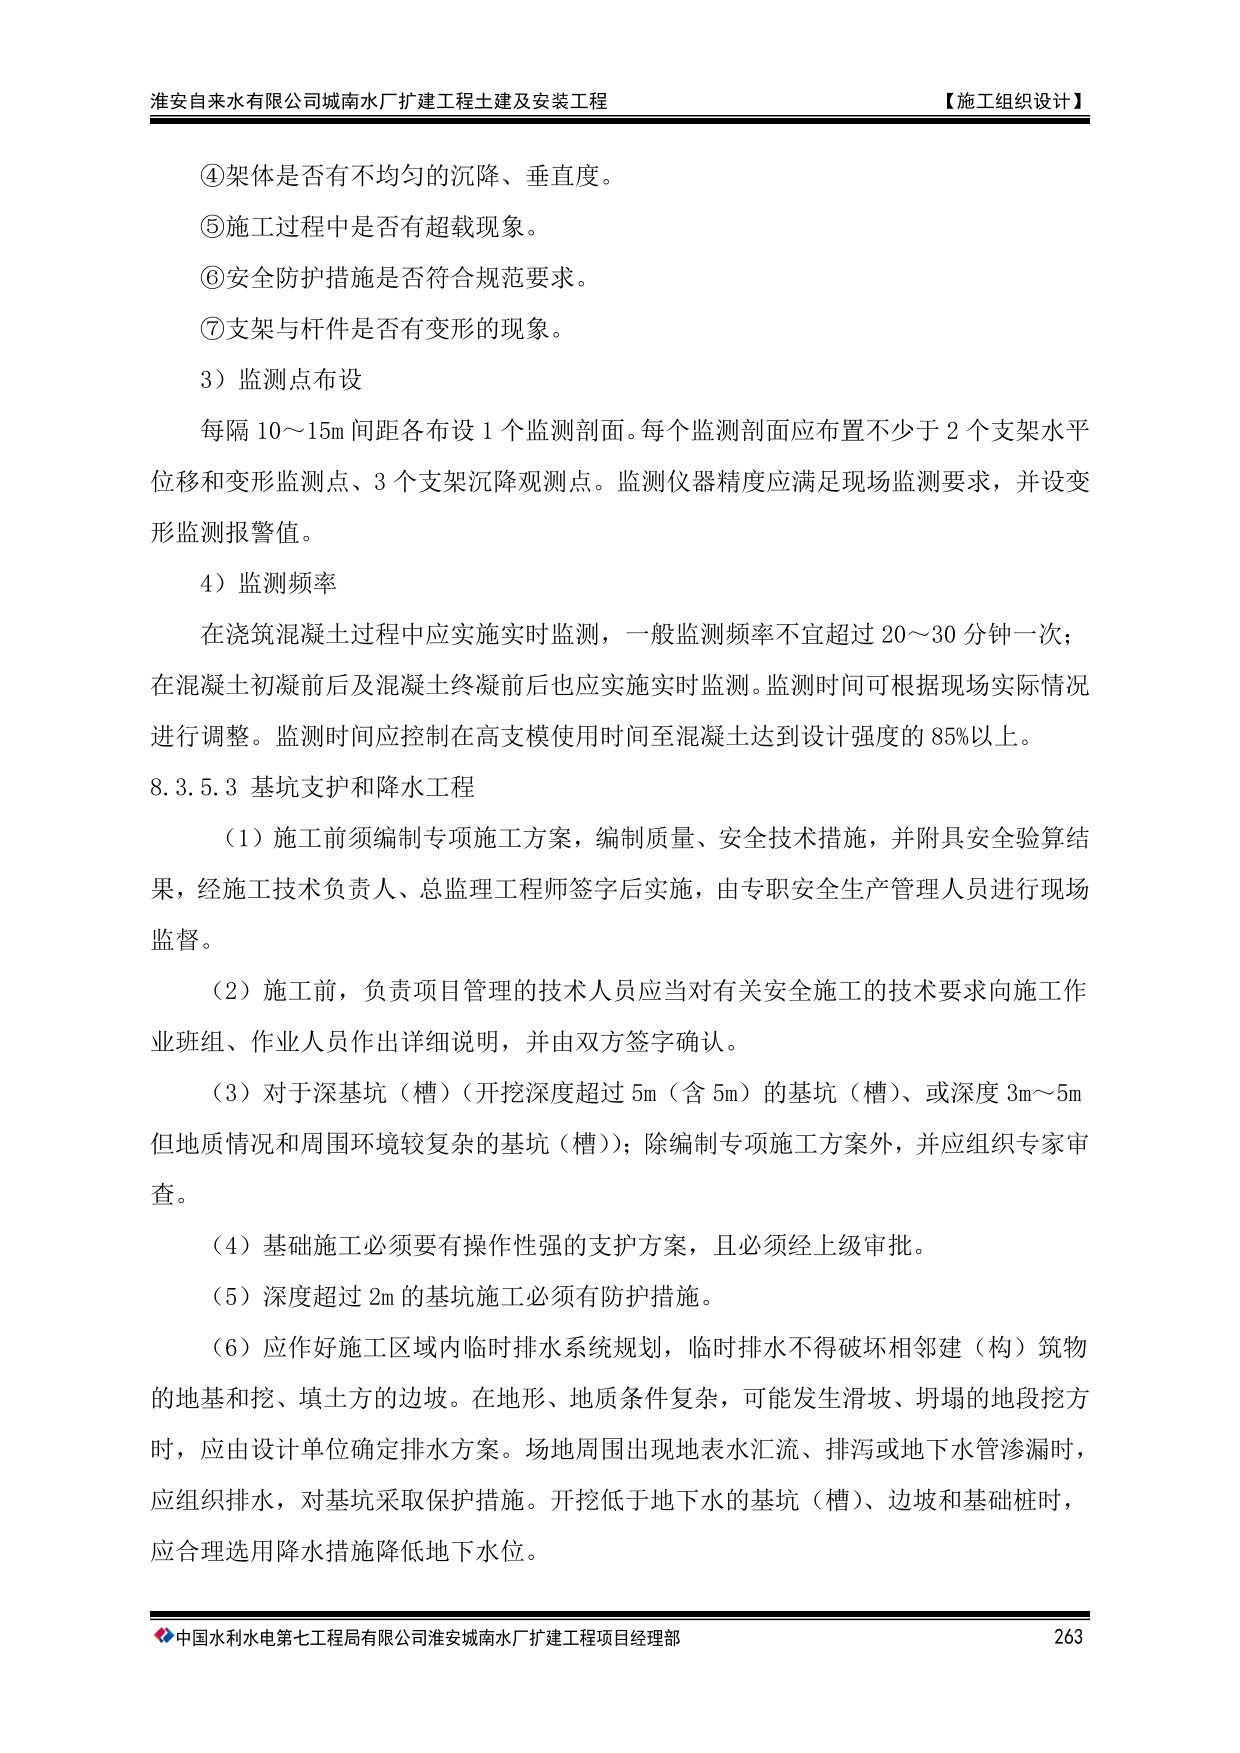 淮安自来水有限公司城南水厂扩建工程土建及安装工程 【施工组织设计】
④架体是否有不均匀的沉降、垂直度。
⑤施工过程中是否有超载现象。
⑥安全防护措施是否符合规范要求。
⑦支架与杆件是否有变形的现象。
3）监测点布设
每隔 10～15m 间距各布设 1 个监测剖面。每个监测剖面应布置不少于 2 个支架水平
位移和变形监测点、3 个支架沉降观测点。监测仪器精度应满足现场监测要求，并设变
形监测报警值。
4）监测频率
在浇筑混凝土过程中应实施实时监测，一般监测频率不宜超过 20～30 分钟一次；
在混凝土初凝前后及混凝土终凝前后也应实施实时监测。监测时间可根据现场实际情况
进行调整。监测时间应控制在高支模使用时间至混凝土达到设计强度的 85%以上。
8.3.5.3 基坑支护和降水工程
（1）施工前须编制专项施工方案，编制质量、安全技术措施，并附具安全验算结
果，经施工技术负责人、总监理工程师签字后实施，由专职安全生产管理人员进行现场
监督。
（2）施工前，负责项目管理的技术人员应当对有关安全施工的技术要求向施工作
业班组、作业人员作出详细说明，并由双方签字确认。
（3）对于深基坑（槽）（开挖深度超过 5m（含 5m）的基坑（槽）、或深度 3m～5m
但地质情况和周围环境较复杂的基坑（槽））；除编制专项施工方案外，并应组织专家审
查。
（4）基础施工必须要有操作性强的支护方案，且必须经上级审批。
（5）深度超过 2m 的基坑施工必须有防护措施。
（6）应作好施工区域内临时排水系统规划，临时排水不得破坏相邻建（构）筑物
的地基和挖、填土方的边坡。在地形、地质条件复杂，可能发生滑坡、坍塌的地段挖方
时，应由设计单位确定排水方案。场地周围出现地表水汇流、排泻或地下水管渗漏时，
应组织排水，对基坑采取保护措施。开挖低于地下水的基坑（槽）、边坡和基础桩时，
应合理选用降水措施降低地下水位。
中国水利水电第七工程局有限公司淮安城南水厂扩建工程项目经理部 263